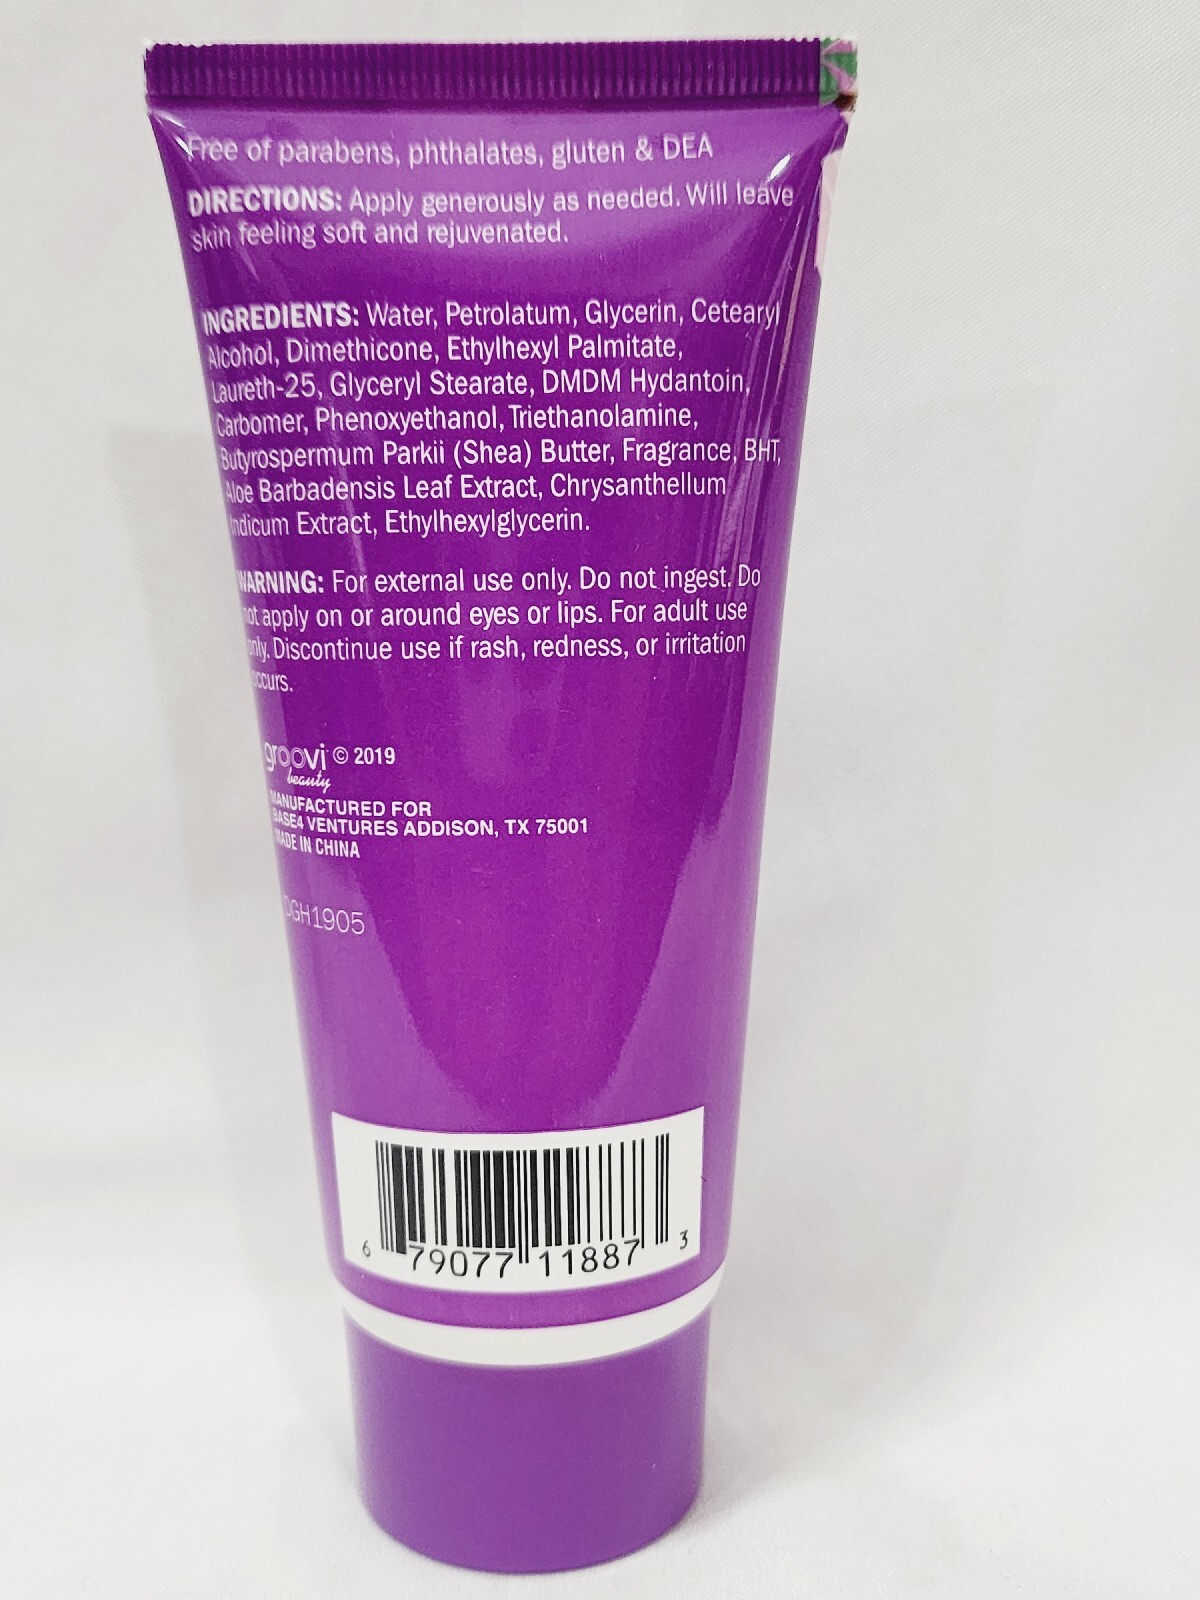 Free of parabens, phthalates, gluten & DEA
DIRECTIONS: Apply generously as needed. Will leave
skin feeling soft and rejuvenated.
INGREDIENTS: Water, Petrolatum, Glycerin, Cetearyl
Alcohol, Dimethicone, Ethylhexyl Palmitate,
Laureth-25, Glyceryl Stearate, DMDM Hydantoin,
Carbomer, Phenoxyethanol, Triethanolamine,
Butyrospermum Parkii (Shea) Butter, Fragrance, BHT,
Aloe Barbadensis Leaf Extract, Chrysanthellum
Indicum Extract, Ethylhexylglycerin.
WARNING: For external use only. Do not ingest. Do
not apply on or around eyes or lips. For adult use
only. Discontinue use if rash, redness, or irritation
occurs.
groovi © 2019
beauty
MANUFACTURED FOR
BASE4 VENTURES ADDISON, TX 75001
MADE IN CHINA
DGH1905
6 79077 11887 3